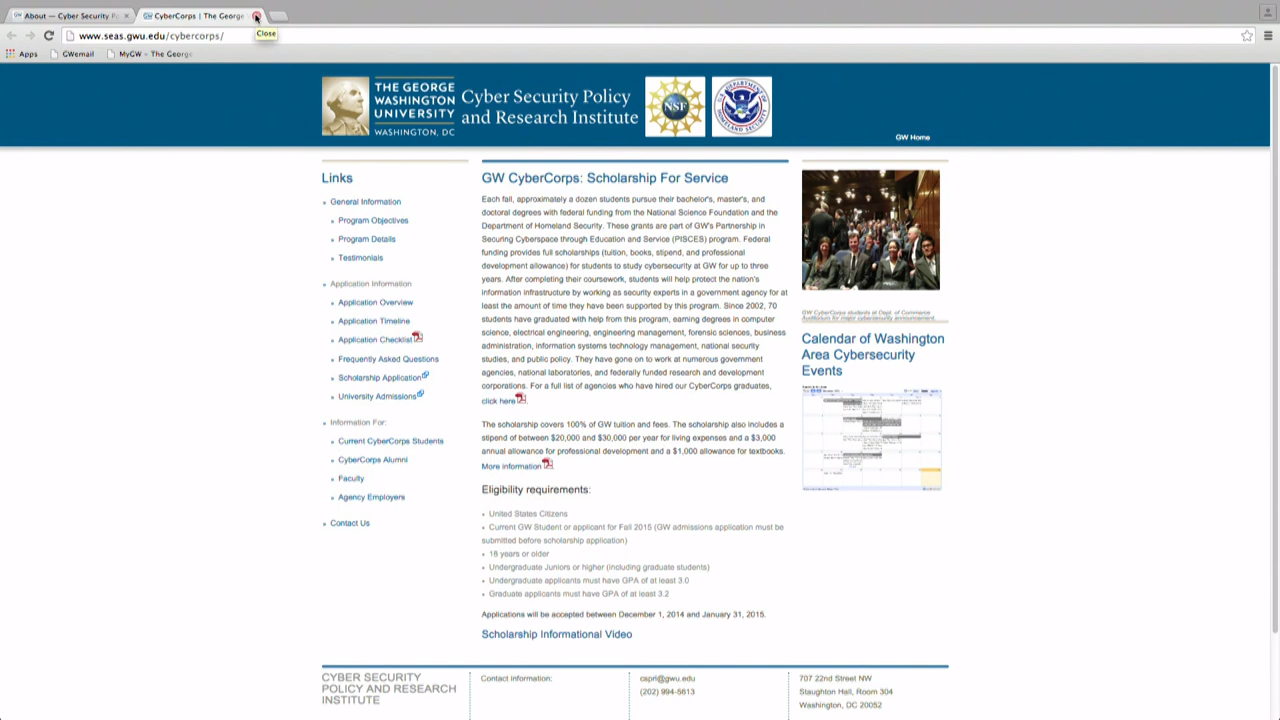 About — Cyber Security P
CyberCorps | The George
Close
www.seas.gwu.edu/cybercorps/
Apps
GWemail
MyGW - The George
THE GEORGE
WASHINGTON
UNIVERSITY
WASHINGTON, DC
Cyber Security Policy
and Research Institute
NSF
U.S. DEPARTMENT OF
HOMELAND SECURITY
GW Home
Links
General Information
Program Objectives
Program Details
Testimonials
Application Information
Application Overview
Application Timeline
Application Checklist
Frequently Asked Questions
Scholarship Application
University Admissions
Information For:
Current CyberCorps Students
CyberCorps Alumni
Faculty
Agency Employers
Contact Us
GW CyberCorps: Scholarship For Service
Each fall, approximately a dozen students pursue their bachelor's, master's, and
doctoral degrees with federal funding from the National Science Foundation and the
Department of Homeland Security. These grants are part of GW's Partnership in
Securing Cyberspace through Education and Service (PISCES) program. Federal
funding provides full scholarships (tuition, books, stipend, and professional
development allowance) for students to study cybersecurity at GW for up to three
years. After completing their coursework, students will help protect the nation's
information infrastructure by working as security experts in a government agency for at
least the amount of time they have been supported by this program. Since 2002, 70
students have graduated with help from this program, earning degrees in computer
science, electrical engineering, engineering management, forensic sciences, business
administration, information systems technology management, national security
studies, and public policy. They have gone on to work at numerous government
agencies, national laboratories, and federally funded research and development
corporations. For a full list of agencies who have hired our CyberCorps graduates,
click here.
The scholarship covers 100% of GW tuition and fees. The scholarship also includes a
stipend of between $20,000 and $30,000 per year for living expenses and a $3,000
annual allowance for professional development and a $1,000 allowance for textbooks.
More information
Eligibility requirements:
United States Citizens
Current GW Student or applicant for Fall 2015 (GW admissions application must be
submitted before scholarship application)
18 years or older
Undergraduate Juniors or higher (including graduate students)
Undergraduate applicants must have GPA of at least 3.0
Graduate applicants must have GPA of at least 3.2
Applications will be accepted between December 1, 2014 and January 31, 2015.
Scholarship Informational Video
GW CyberCorps students at Dept. of Commerce
Auditorium for major cybersecurity announcement.
Calendar of Washington
Area Cybersecurity
Events
CYBER SECURITY
POLICY AND RESEARCH
INSTITUTE
Contact information:
cspri@gwu.edu
(202) 994-5613
707 22nd Street NW
Staughton Hall, Room 304
Washington, DC 20052